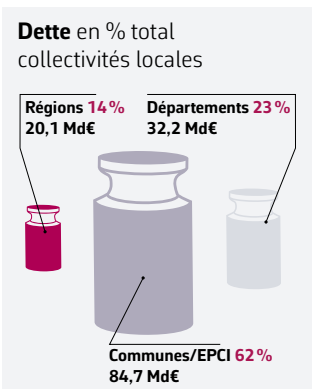 Dette en % total
collectivités locales
Régions 14 %
20,1 Md€
Départements 23 %
32,2 Md€
Communes/EPCI 62 %
84,7 Md€